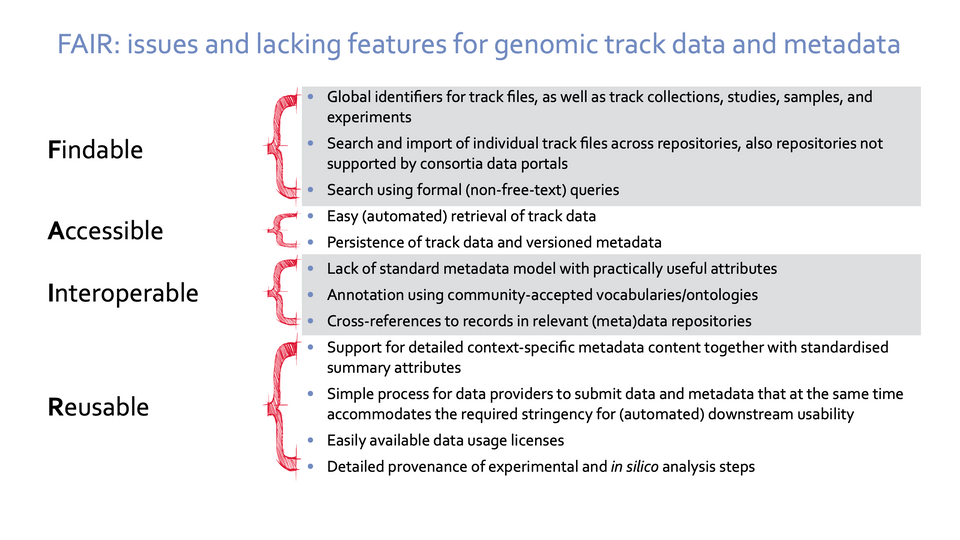 FAIR: issues and lacking features for genomic track data and metadata
Findable
• Global identifiers for track files, as well as track collections, studies, samples, and
experiments
• Search and import of individual track files across repositories, also repositories not
supported by consortia data portals
• Search using formal (non-free-text) queries
Accessible
• Easy (automated) retrieval of track data
• Persistence of track data and versioned metadata
Interoperable
• Lack of standard metadata model with practically useful attributes
• Annotation using community-accepted vocabularies/ontologies
• Cross-references to records in relevant (meta)data repositories
Reusable
• Support for detailed context-specific metadata content together with standardised
summary attributes
• Simple process for data providers to submit data and metadata that at the same time
accommodates the required stringency for (automated) downstream usability
• Easily available data usage licenses
• Detailed provenance of experimental and in silico analysis steps